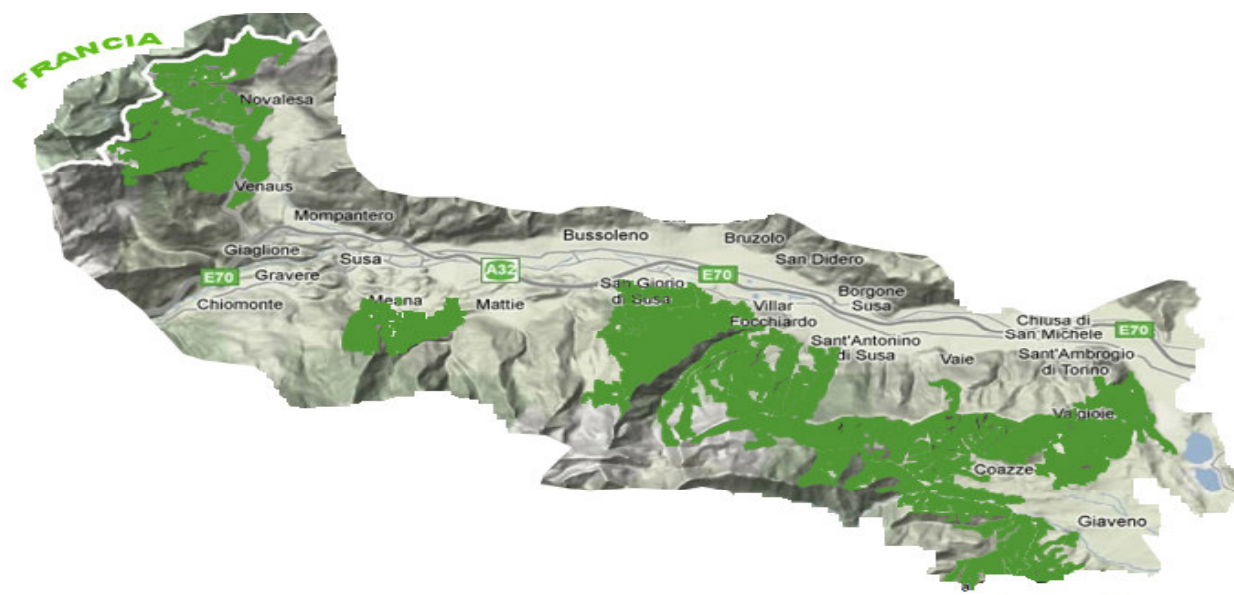 FRANCIA
Novalesa
Venaus
Mompantero
Giaglione
Bussoleno
Bruzolo
Susa
San Didero
E70
Gravere
A32
San Giorio
di Susa
E70
Chiomonte
Meana
Mattie
Villar
Focchiardo
Borgone
Susa
Chiusa di
San Michele
E70
Sant'Antonino
di Susa
Vaie
Sant'Ambrogio
di Torino
Valgioie
Coazze
Giaveno